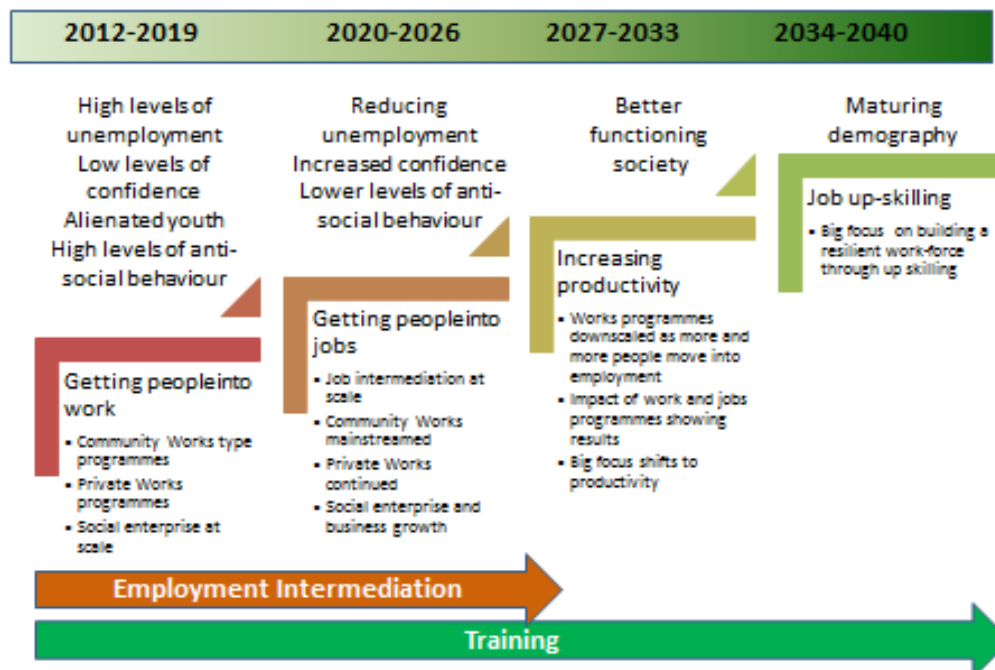 2012-2019
2020-2026
2027-2033
2034-2040
High levels of
unemployment
Low levels of
confidence
Alienated youth
High levels of anti-
social behaviour
Reducing
unemployment
Increased confidence
Lower levels of anti-
social behaviour
Better
functioning
society
Maturing
demography
Getting peopleinto
work
▪ Community Works type
programmes
▪ Private Works
programmes
▪ Social enterprise at
scale
Getting peopleinto
jobs
▪ Job intermediation at
scale
▪ Community Works
mainstreamed
▪ Private Works
continued
▪ Social enterprise and
business growth
Increasing
productivity
▪ Works programmes
downscaled as more and
more people move into
employment
▪ Impact of work and jobs
programmes showing
results
▪ Big focus shifts to
productivity
Job up-skilling
▪ Big focus on building a
resilient work-force
through up skilling
Employment Intermediation
Training